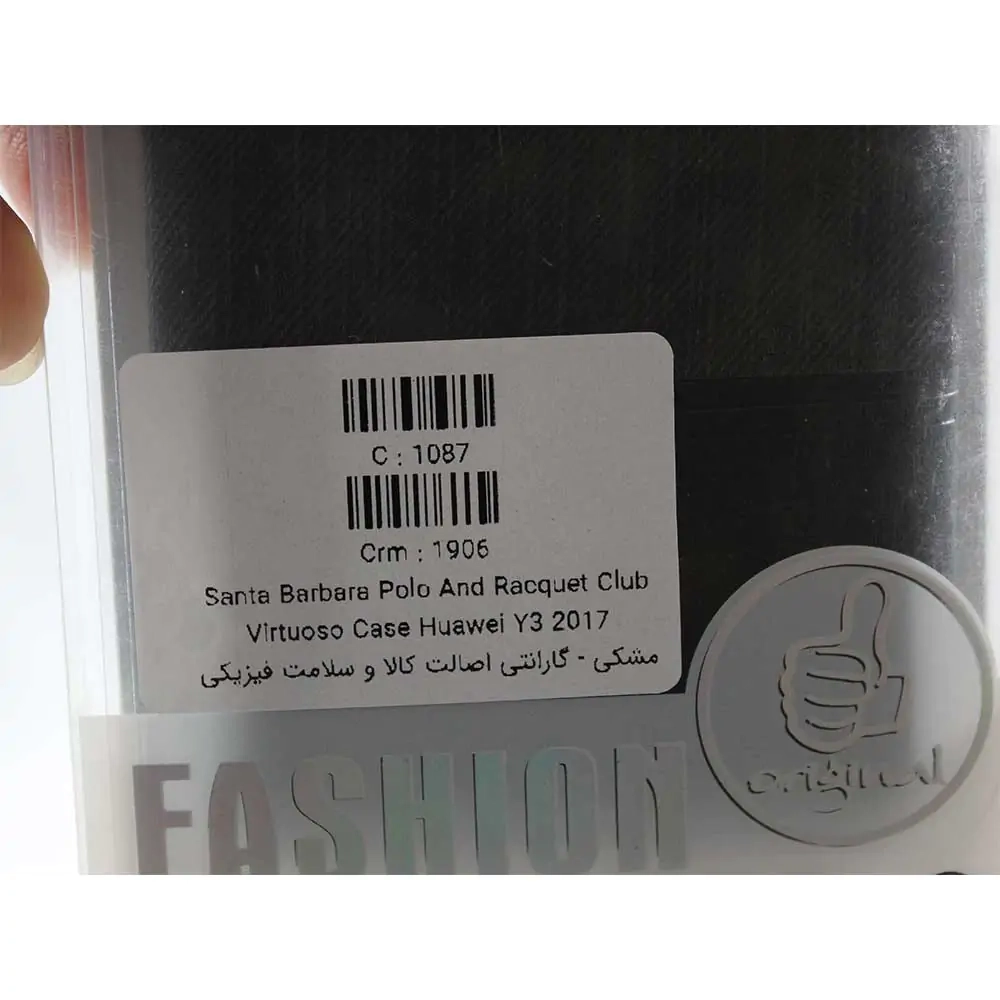 C : 1087
Crm : 1906
Santa Barbara Polo And Racquet Club
Virtuoso Case Huawei Y3 2017
مشکی - گارانتی اصالت کالا و سلامت فیزیکی
original
FASHION